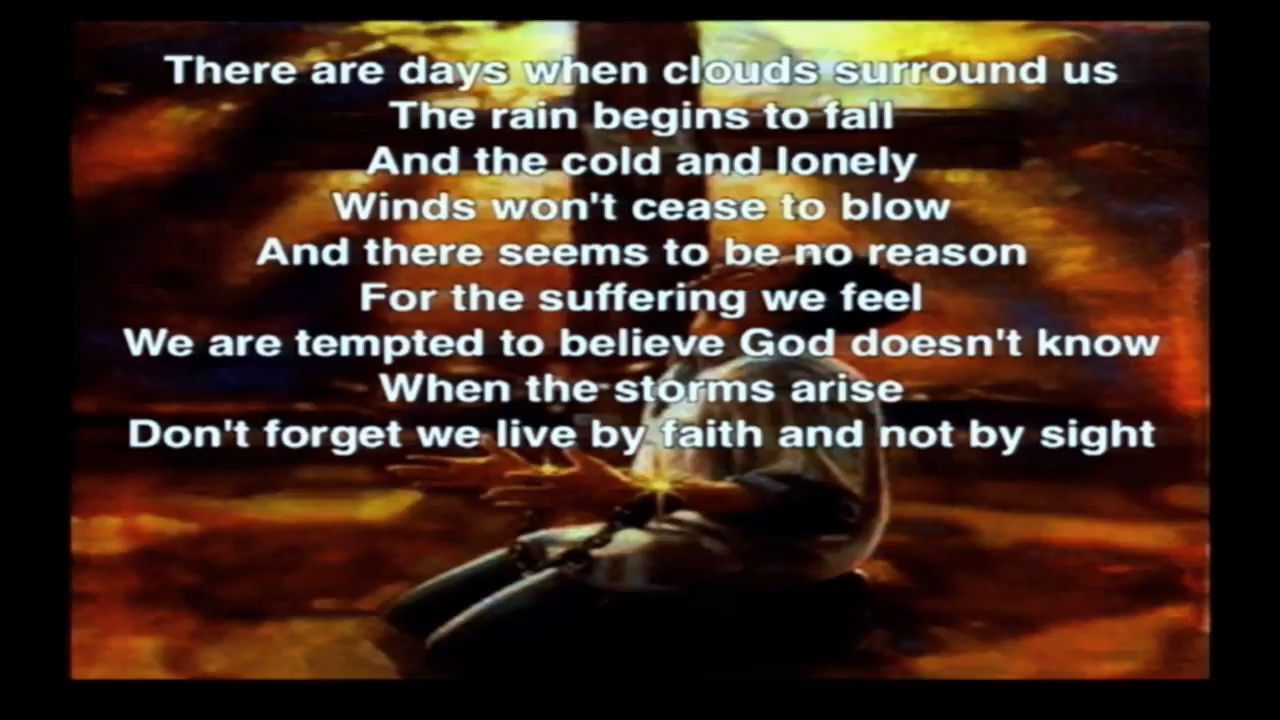 There are days when clouds surround us
The rain begins to fall
And the cold and lonely
Winds won't cease to blow
And there seems to be no reason
For the suffering we feel
We are tempted to believe God doesn't know
When the storms arise
Don't forget we live by faith and not by sight